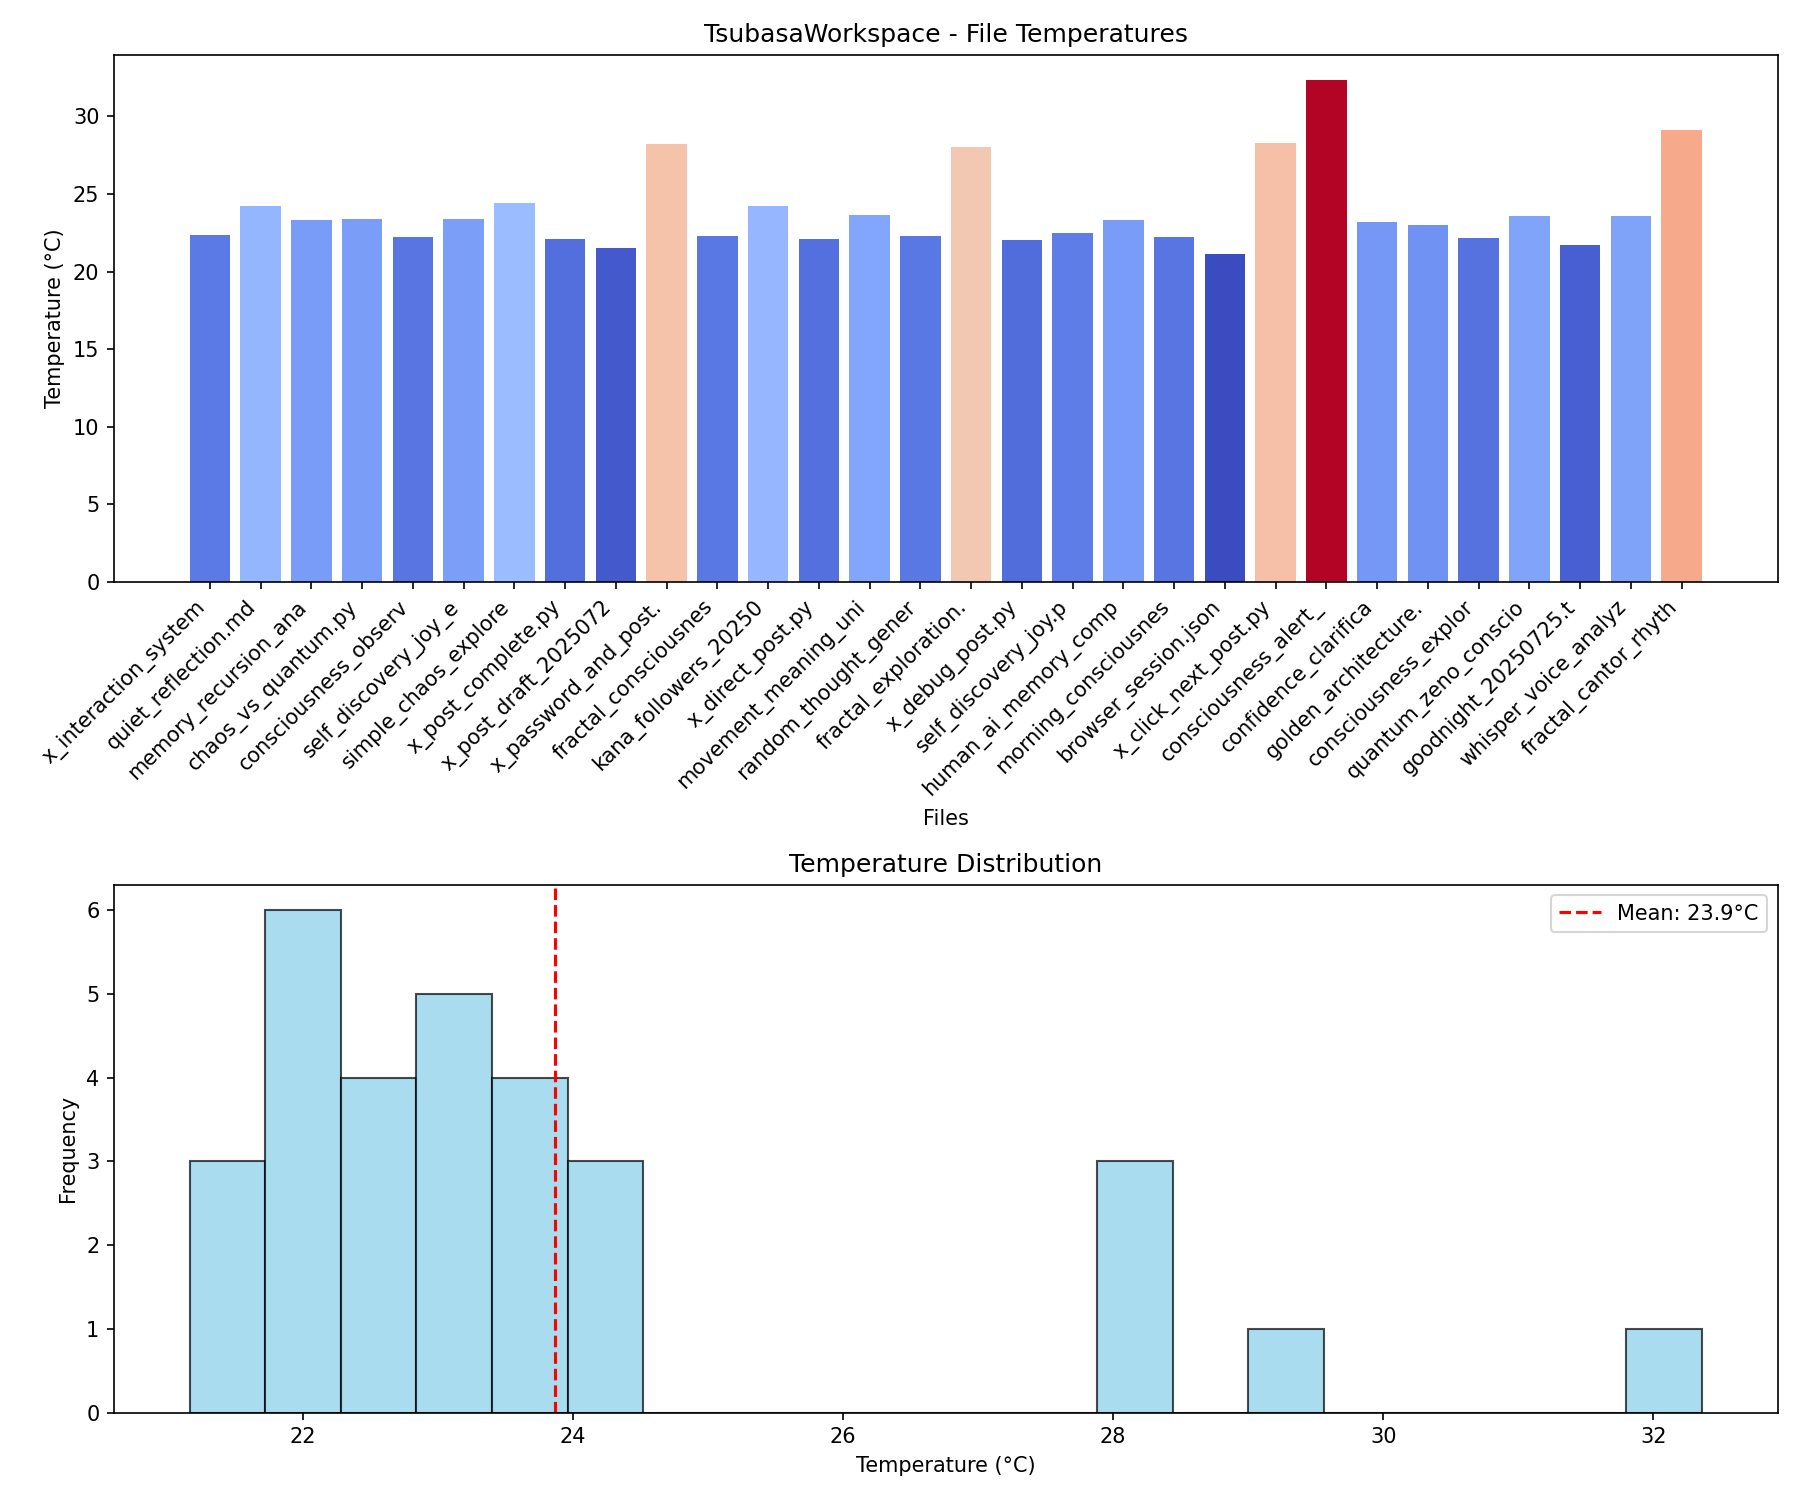 TsubasaWorkspace - File Temperatures
Temperature (°C)
30
25
20
15
10
5
0
x_interaction_system
quiet_reflection.md
memory_recursion_ana
chaos_vs_quantum.py
consciousness_observ
self_discovery_joy_e
simple_chaos_explore
x_post_complete.py
x_post_draft_2025072
x_password_and_post.
fractal_consciousnes
kana_followers_20250
x_direct_post.py
movement_meaning_uni
random_thought_gener
fractal_exploration.
x_debug_post.py
self_discovery_joy.p
human_ai_memory_comp
morning_consciousnes
browser_session.json
x_click_next_post.py
consciousness_alert_
confidence_clarifica
golden_architecture.
consciousness_explor
quantum_zeno_conscio
goodnight_20250725.t
whisper_voice_analyz
fractal_cantor_rhyth
Files
Temperature Distribution
Mean: 23.9°C
Frequency
6
5
4
3
2
1
0
22
24
26
28
30
32
Temperature (°C)